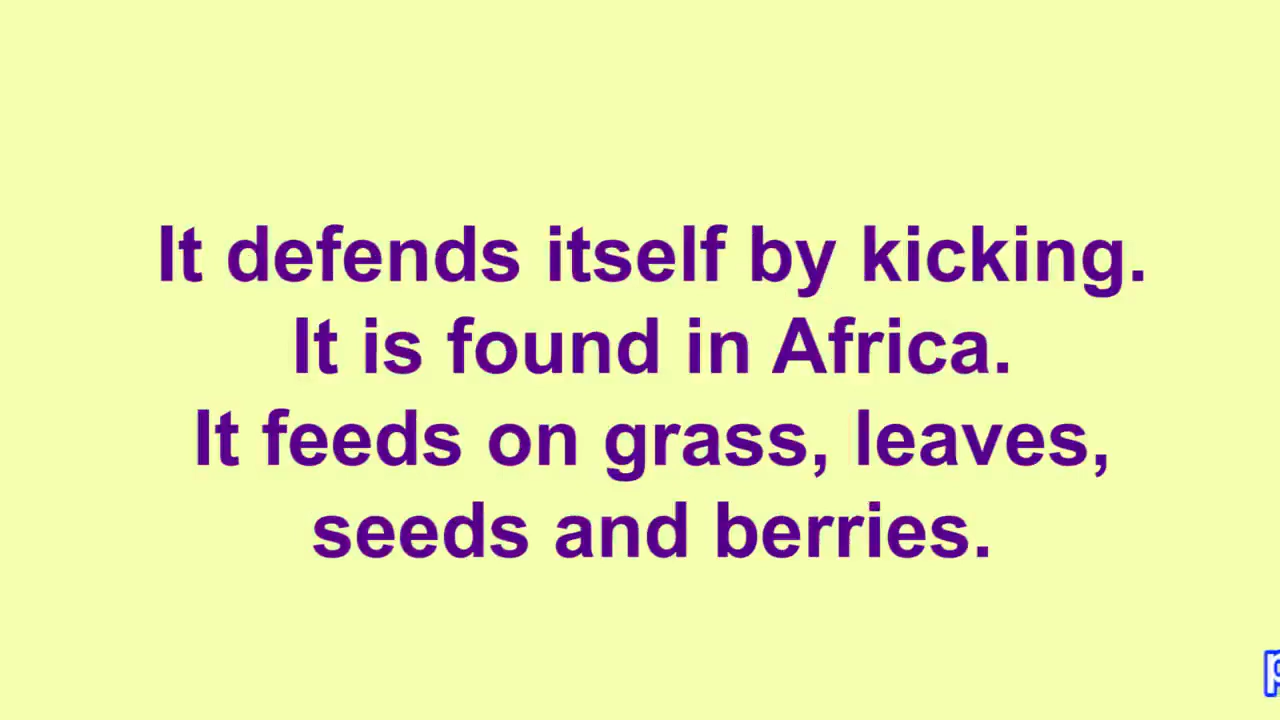 It defends itself by kicking.
It is found in Africa.
It feeds on grass, leaves,
seeds and berries.